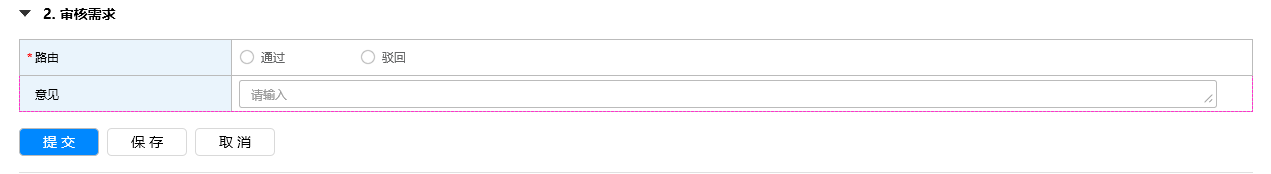 2. 审核需求
*路由 通过 驳回
意见 请输入
提 交 保 存 取 消